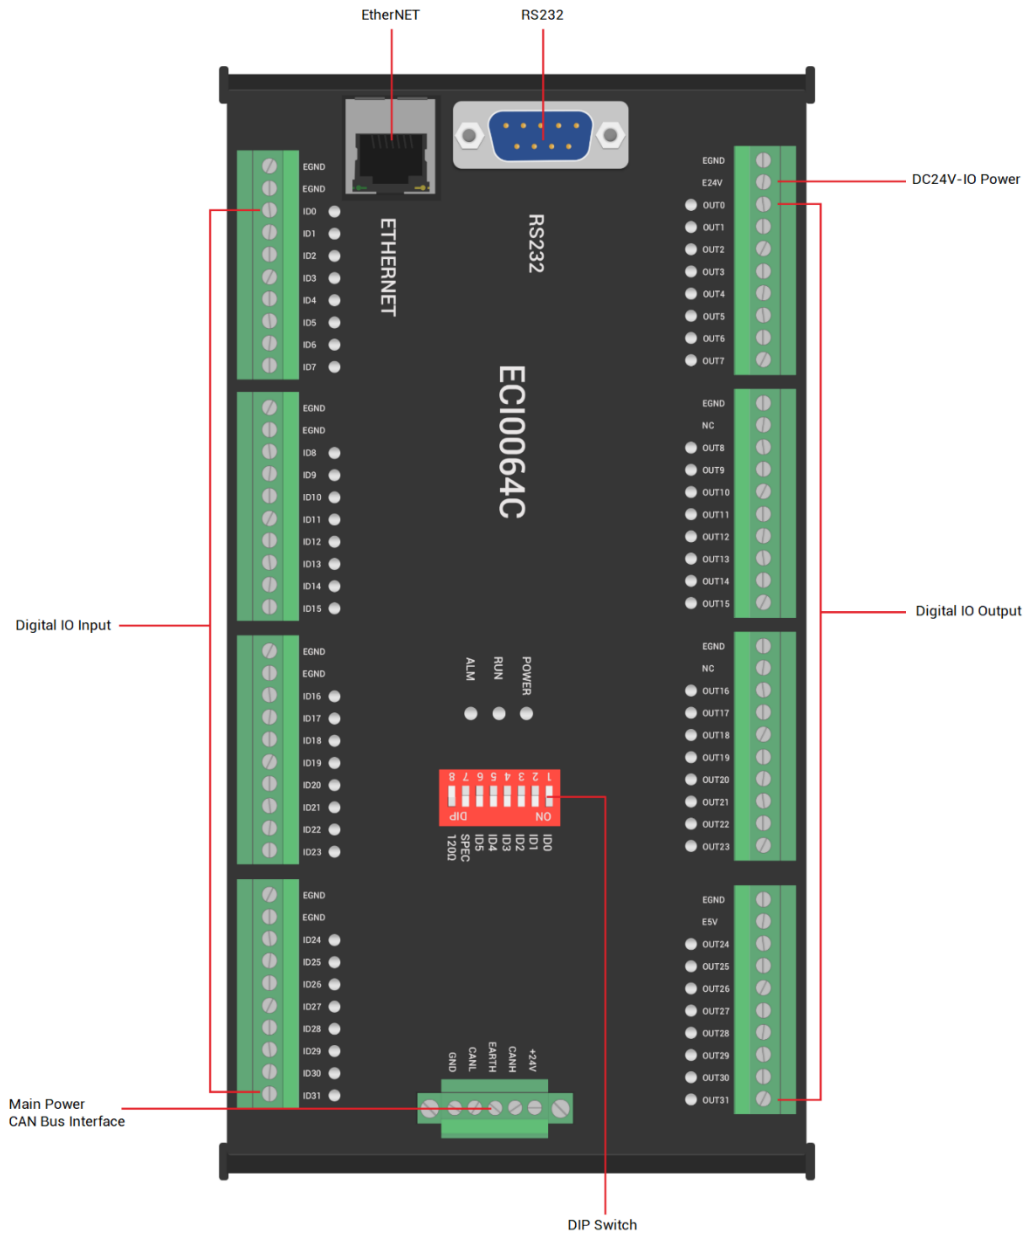 EtherNET
RS232
EGND
EGND
ID0
ID1
ID2
ID3
ID4
ID5
ID6
ID7
ETHERNET
RS232
EGND
E24V
OUT0
OUT1
OUT2
OUT3
OUT4
OUT5
OUT6
OUT7
DC24V-IO Power
ECI0064C
EGND
EGND
ID8
ID9
ID10
ID11
ID12
ID13
ID14
ID15
EGND
NC
OUT8
OUT9
OUT10
OUT11
OUT12
OUT13
OUT14
OUT15
Digital IO Input
Digital IO Output
EGND
EGND
ID16
ID17
ID18
ID19
ID20
ID21
ID22
ID23
ALM
RUN
POWER
8 7 6 5 4 3 2 1
DIP
ON
120Ω
SPEC
ID5
ID4
ID3
ID2
ID1
ID0
EGND
NC
OUT16
OUT17
OUT18
OUT19
OUT20
OUT21
OUT22
OUT23
EGND
EGND
ID24
ID25
ID26
ID27
ID28
ID29
ID30
ID31
GND
CANL
EARTH
CANH
+24V
EGND
E5V
OUT24
OUT25
OUT26
OUT27
OUT28
OUT29
OUT30
OUT31
Main Power
CAN Bus Interface
DIP Switch